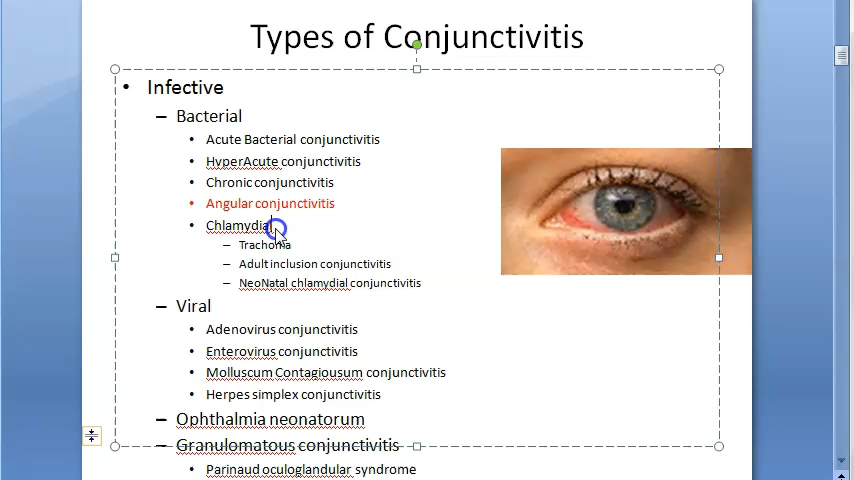 Types of Conjunctivitis
• Infective
– Bacterial
• Acute Bacterial conjunctivitis
• HyperAcute conjunctivitis
• Chronic conjunctivitis
• Angular conjunctivitis
• Chlamydial
– Trachoma
– Adult inclusion conjunctivitis
– NeoNatal chlamydial conjunctivitis
– Viral
• Adenovirus conjunctivitis
• Enterovirus conjunctivitis
• Molluscum Contagiousum conjunctivitis
• Herpes simplex conjunctivitis
– Ophthalmia neonatorum
– Granulomatous conjunctivitis
• Parinaud oculoglandular syndrome